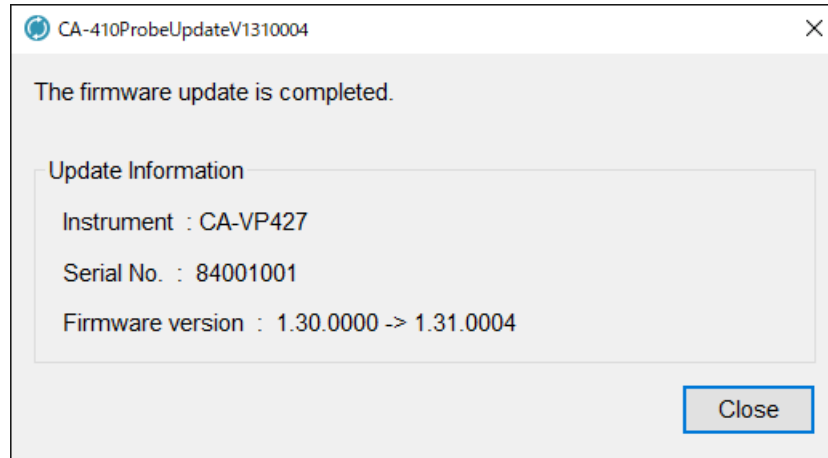 CA-410ProbeUpdateV1310004
The firmware update is completed.
Update Information
Instrument : CA-VP427
Serial No. : 84001001
Firmware version : 1.30.0000 -> 1.31.0004
Close